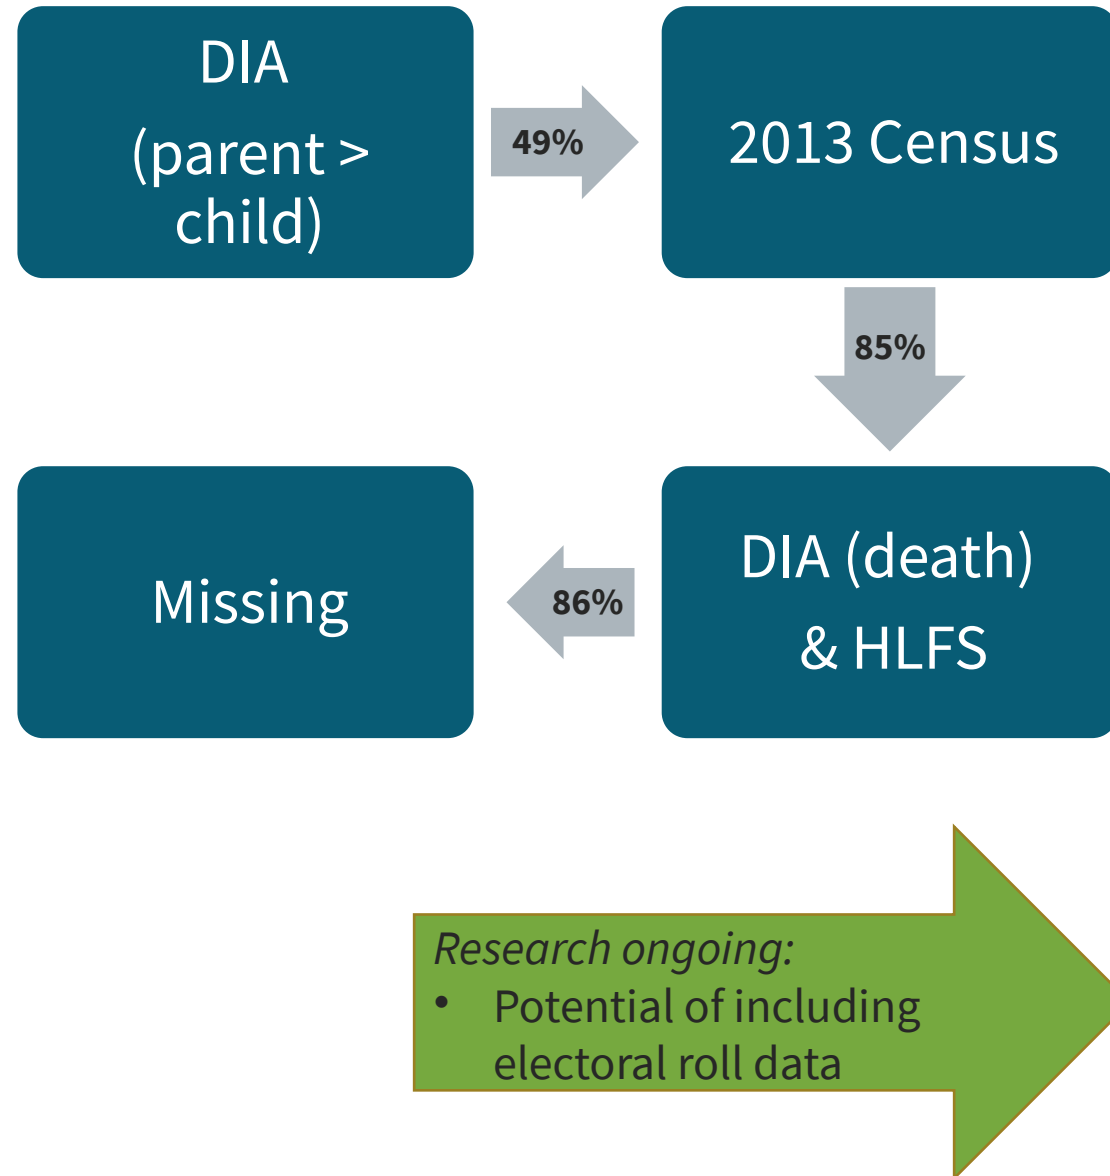 DIA
(parent >
child)
49%
2013 Census
85%
DIA (death)
& HLFS
86%
Missing
Research ongoing:
• Potential of including
electoral roll data